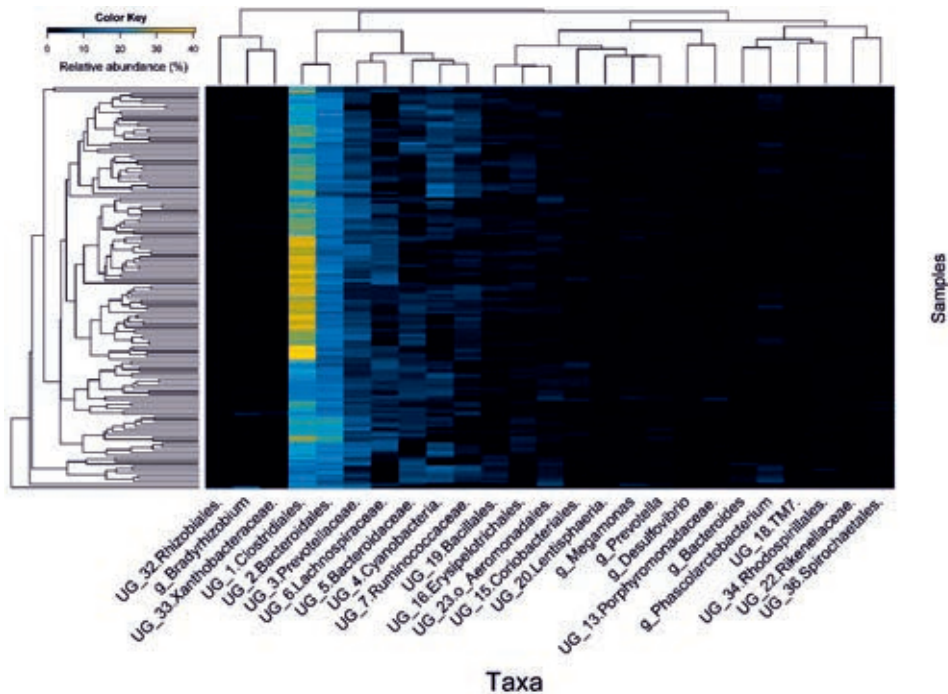 Color Key
0 10 20 30 40
Relative abundance (%)
Samples
UG_32.Rhizobiales.
g_Bradyrhizobium
UG_33.Xanthobacteraceae.
UG_1.Clostridiales.
UG_2.Bacteroidales.
UG_3.Prevotellaceae.
UG_6.Lachnospiraceae.
UG_5.Bacteroidaceae.
UG_4.Cyanobacteria.
UG_7.Ruminococcaceae.
UG_19.Bacillales.
UG_16.Erysipelotrichales.
UG_23.o_Aeromonadales.
UG_15.Coriobacteriales.
UG_20.Lentisphaeria.
g_Megamonas
g_Prevotella
g_Desulfovibrio
UG_13.Porphyromonadaceae.
g_Bacteroides
g_Phascolarctobacterium
UG_18.TM7.
UG_34.Rhodospirillales.
UG_22.Rikenellaceae.
UG_36.Spirochaetales.
Taxa